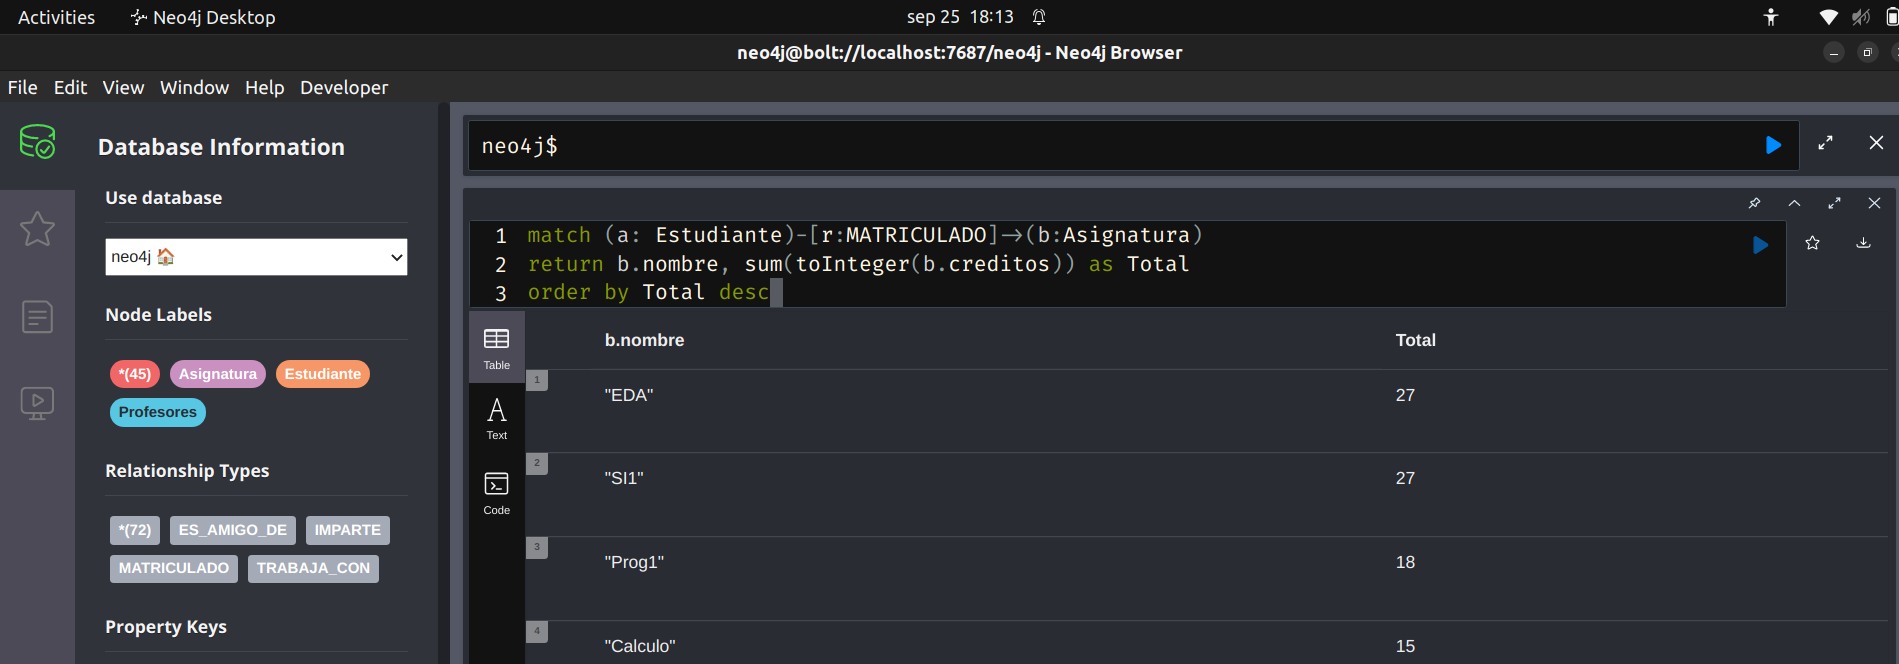 Activities Neo4j Desktop sep 25 18:13
neo4j@bolt://localhost:7687/neo4j - Neo4j Browser
File Edit View Window Help Developer
Database Information
Use database
neo4j
Node Labels
*(45) Asignatura Estudiante
Profesores
Relationship Types
*(72) ES_AMIGO_DE IMPARTE
MATRICULADO TRABAJA_CON
Property Keys
neo4j$
1 match (a: Estudiante)-[r:MATRICULADO]->(b:Asignatura)
2 return b.nombre, sum(toInteger(b.creditos)) as Total
3 order by Total desc
Table
Text
Code
b.nombre Total
1 "EDA" 27
2 "SI1" 27
3 "Prog1" 18
4 "Calculo" 15